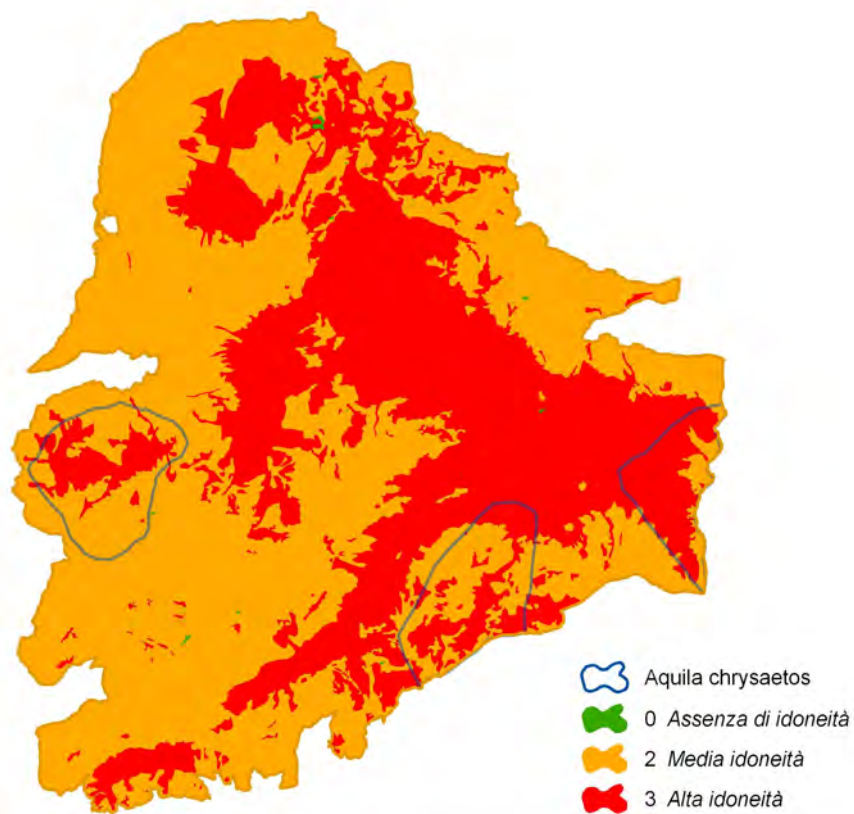 Aquila chrysaetos
0 Assenza di idoneità
2 Media idoneità
3 Alta idoneità